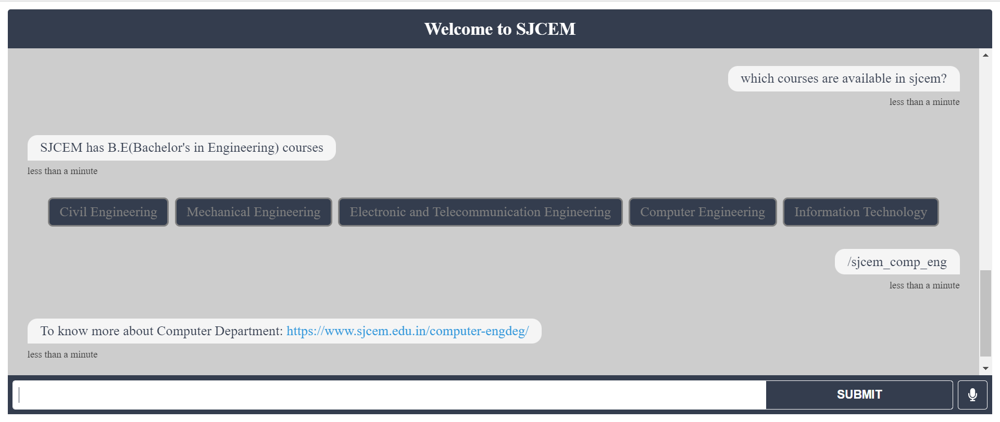 Welcome to SJCEM
which courses are available in sjcem?
less than a minute
SJCEM has B.E(Bachelor's in Engineering) courses
less than a minute
Civil Engineering
Mechanical Engineering
Electronic and Telecommunication Engineering
Computer Engineering
Information Technology
/sjcem_comp_eng
less than a minute
To know more about Computer Department: https://www.sjcem.edu.in/computer-engdeg/
less than a minute
SUBMIT